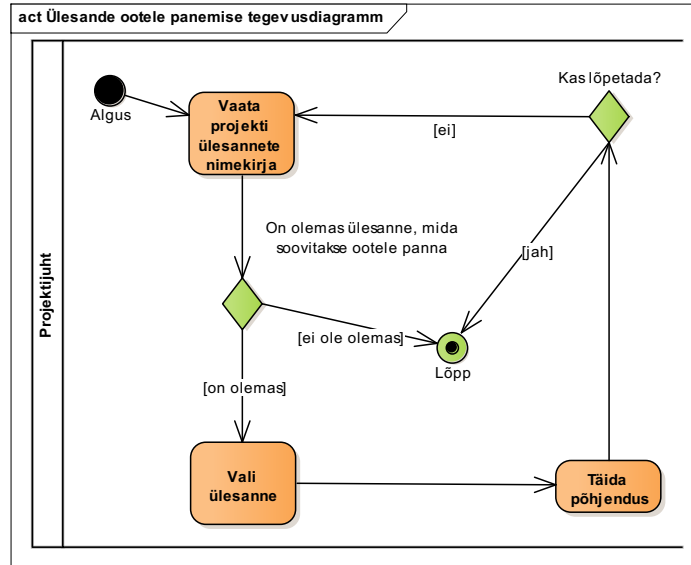 act Ülesande ootele panemise tegevusdiagramm
Projektijuht
Algus
Vaata
projekti
ülesannete
nimekirja
Kas lõpetada?
[ei]
On olemas ülesanne, mida
soovitakse ootele panna
[jah]
[ei ole olemas]
Lõpp
[on olemas]
Vali
ülesanne
Täida
põhjendus